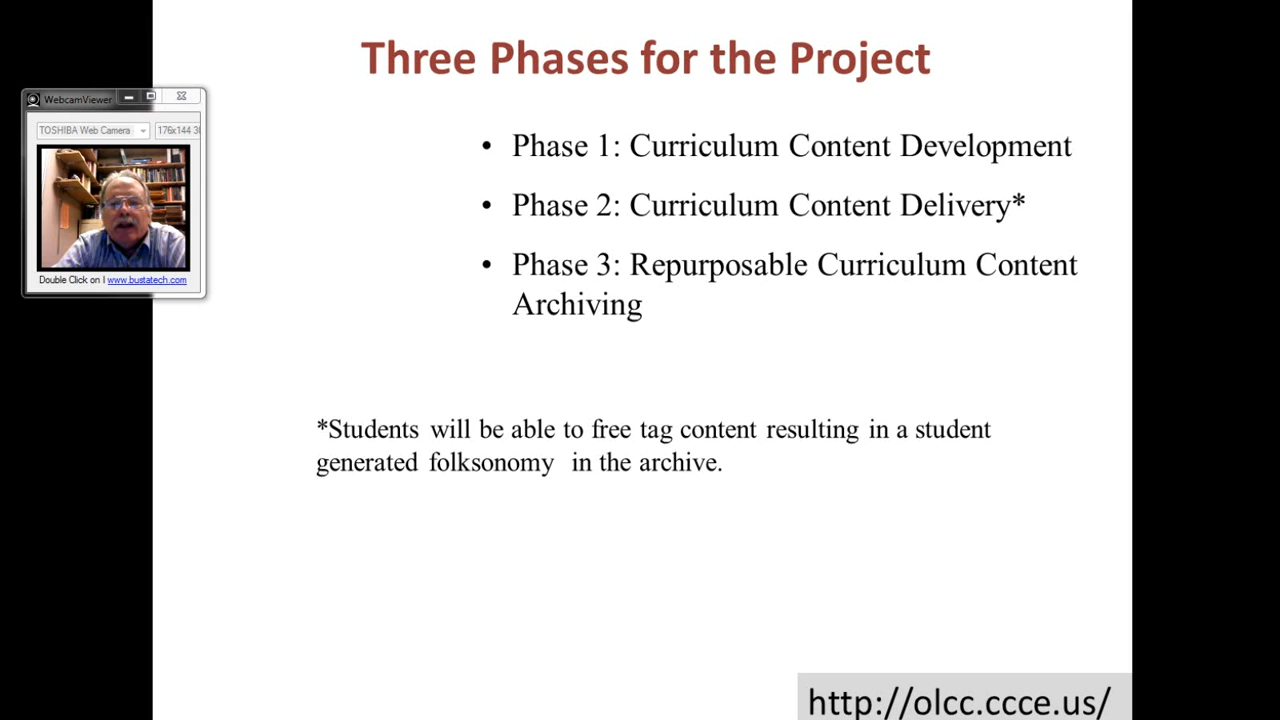 Three Phases for the Project
WebcamViewer
TOSHIBA Web Camera
176x144 30
Double Click on I www.bustatech.com
• Phase 1: Curriculum Content Development
• Phase 2: Curriculum Content Delivery*
• Phase 3: Repurposable Curriculum Content
Archiving
*Students will be able to free tag content resulting in a student
generated folksonomy in the archive.
http://olcc.ccce.us/